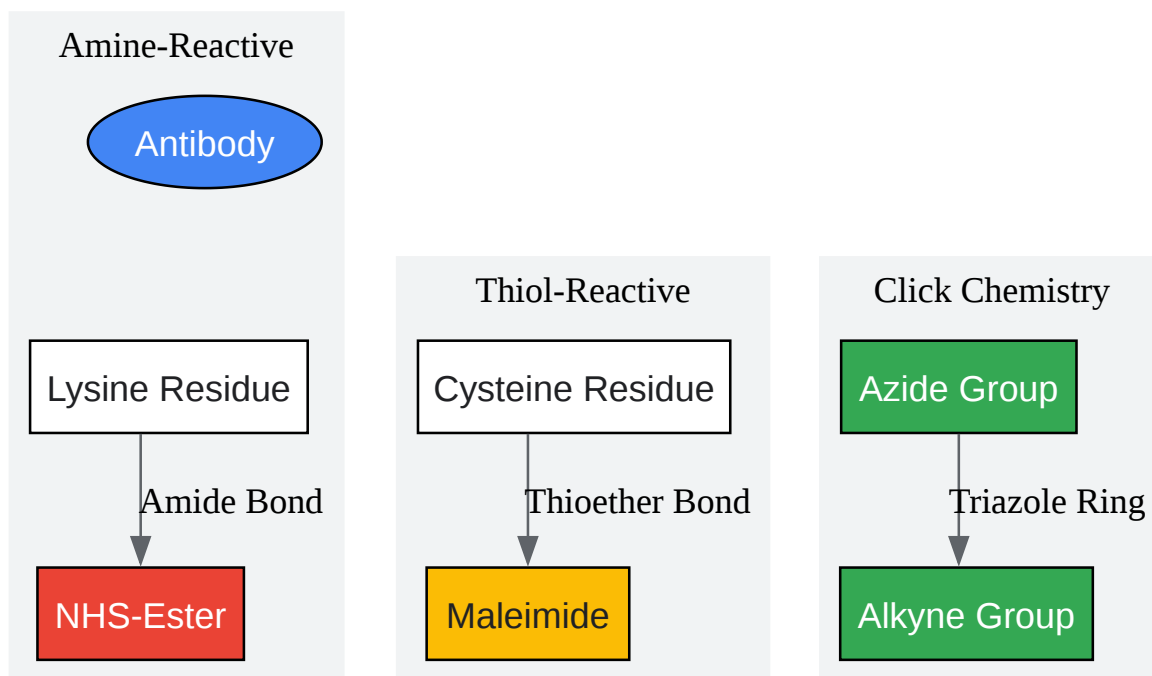 Amine-Reactive
Antibody
Lysine Residue
Amide Bond
NHS-Ester
Thiol-Reactive
Cysteine Residue
Thioether Bond
Maleimide
Click Chemistry
Azide Group
Triazole Ring
Alkyne Group